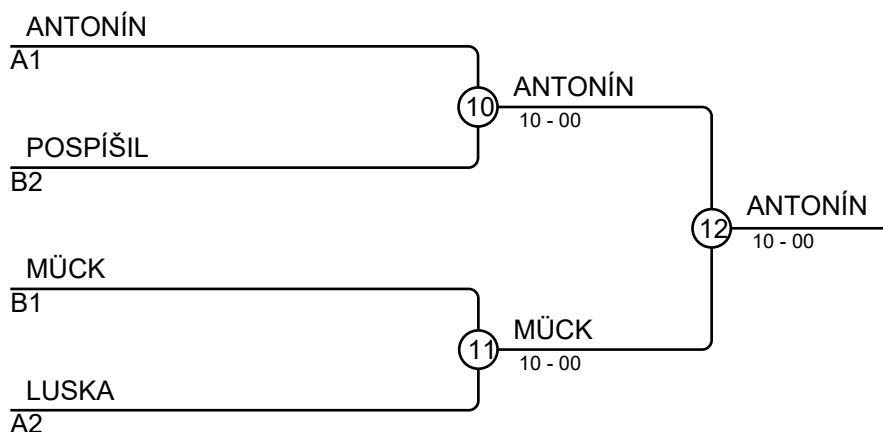 ANTONÍN
A1
10
ANTONÍN
10 - 00
POSPÍŠIL
B2
12
ANTONÍN
10 - 00
MÜCK
B1
11
MÜCK
10 - 00
LUSKA
A2